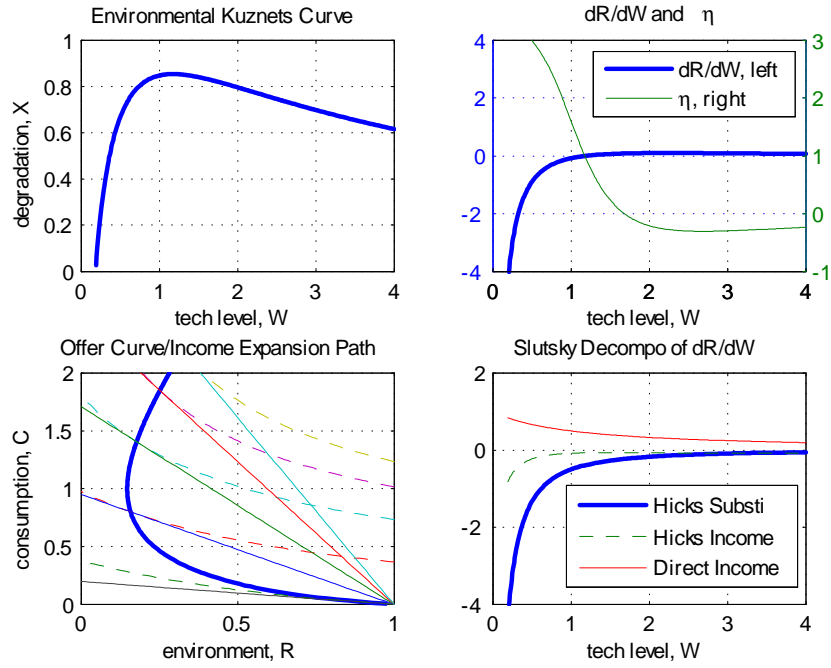 Environmental Kuznets Curve
degradation, X
1
0.8
0.6
0.4
0.2
0
0 1 2 3 4
tech level, W
dR/dW and η
4
2
0
-2
-4
3
2
1
0
-1
dR/dW, left
η, right
0 1 2 3 4
tech level, W
Offer Curve/Income Expansion Path
consumption, C
2
1.5
1
0.5
0
0 0.5 1
environment, R
Slutsky Decompo of dR/dW
2
0
-2
-4
Hicks Substi
Hicks Income
Direct Income
0 1 2 3 4
tech level, W